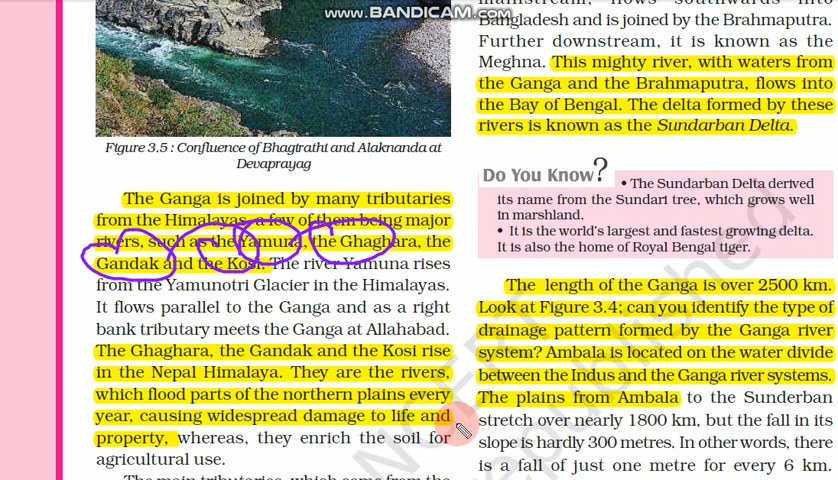 www.BANDICAM.com
Figure 3.5 : Confluence of Bhagirathi and Alaknanda at
Devaprayag
The Ganga is joined by many tributaries
from the Himalayas, a few of them being major
rivers, such as the Yamuna, the Ghaghara, the
Gandak and the Kosi. The river Yamuna rises
from the Yamunotri Glacier in the Himalayas.
It flows parallel to the Ganga and as a right
bank tributary meets the Ganga at Allahabad.
The Ghaghara, the Gandak and the Kosi rise
in the Nepal Himalaya. They are the rivers,
which flood parts of the northern plains every
year, causing widespread damage to life and
property, whereas, they enrich the soil for
agricultural use.
The main tributaries, which come from the
mainstream, flows southwards into
Bangladesh and is joined by the Brahmaputra.
Further downstream, it is known as the
Meghna. This mighty river, with waters from
the Ganga and the Brahmaputra, flows into
the Bay of Bengal. The delta formed by these
rivers is known as the Sundarban Delta.
Do You Know?
• The Sundarban Delta derived
its name from the Sundari tree, which grows well
in marshland.
• It is the world's largest and fastest growing delta.
It is also the home of Royal Bengal tiger.
The length of the Ganga is over 2500 km.
Look at Figure 3.4; can you identify the type of
drainage pattern formed by the Ganga river
system? Ambala is located on the water divide
between the Indus and the Ganga river systems.
The plains from Ambala to the Sunderban
stretch over nearly 1800 km, but the fall in its
slope is hardly 300 metres. In other words, there
is a fall of just one metre for every 6 km.